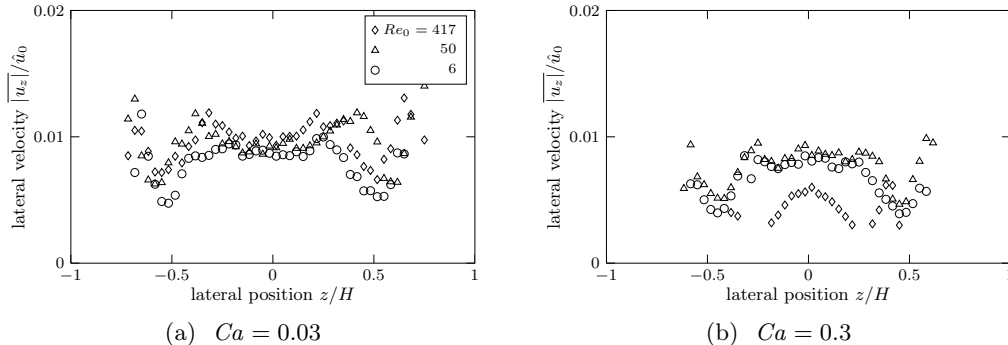 0.02
0.01
0
−1
−0.5
0
0.5
1
lateral velocity |u_z|/û_0
lateral position z/H
Re_0 = 417
50
6
(a) Ca = 0.03
0.02
0.01
0
−1
−0.5
0
0.5
1
lateral velocity |u_z|/û_0
lateral position z/H
(b) Ca = 0.3